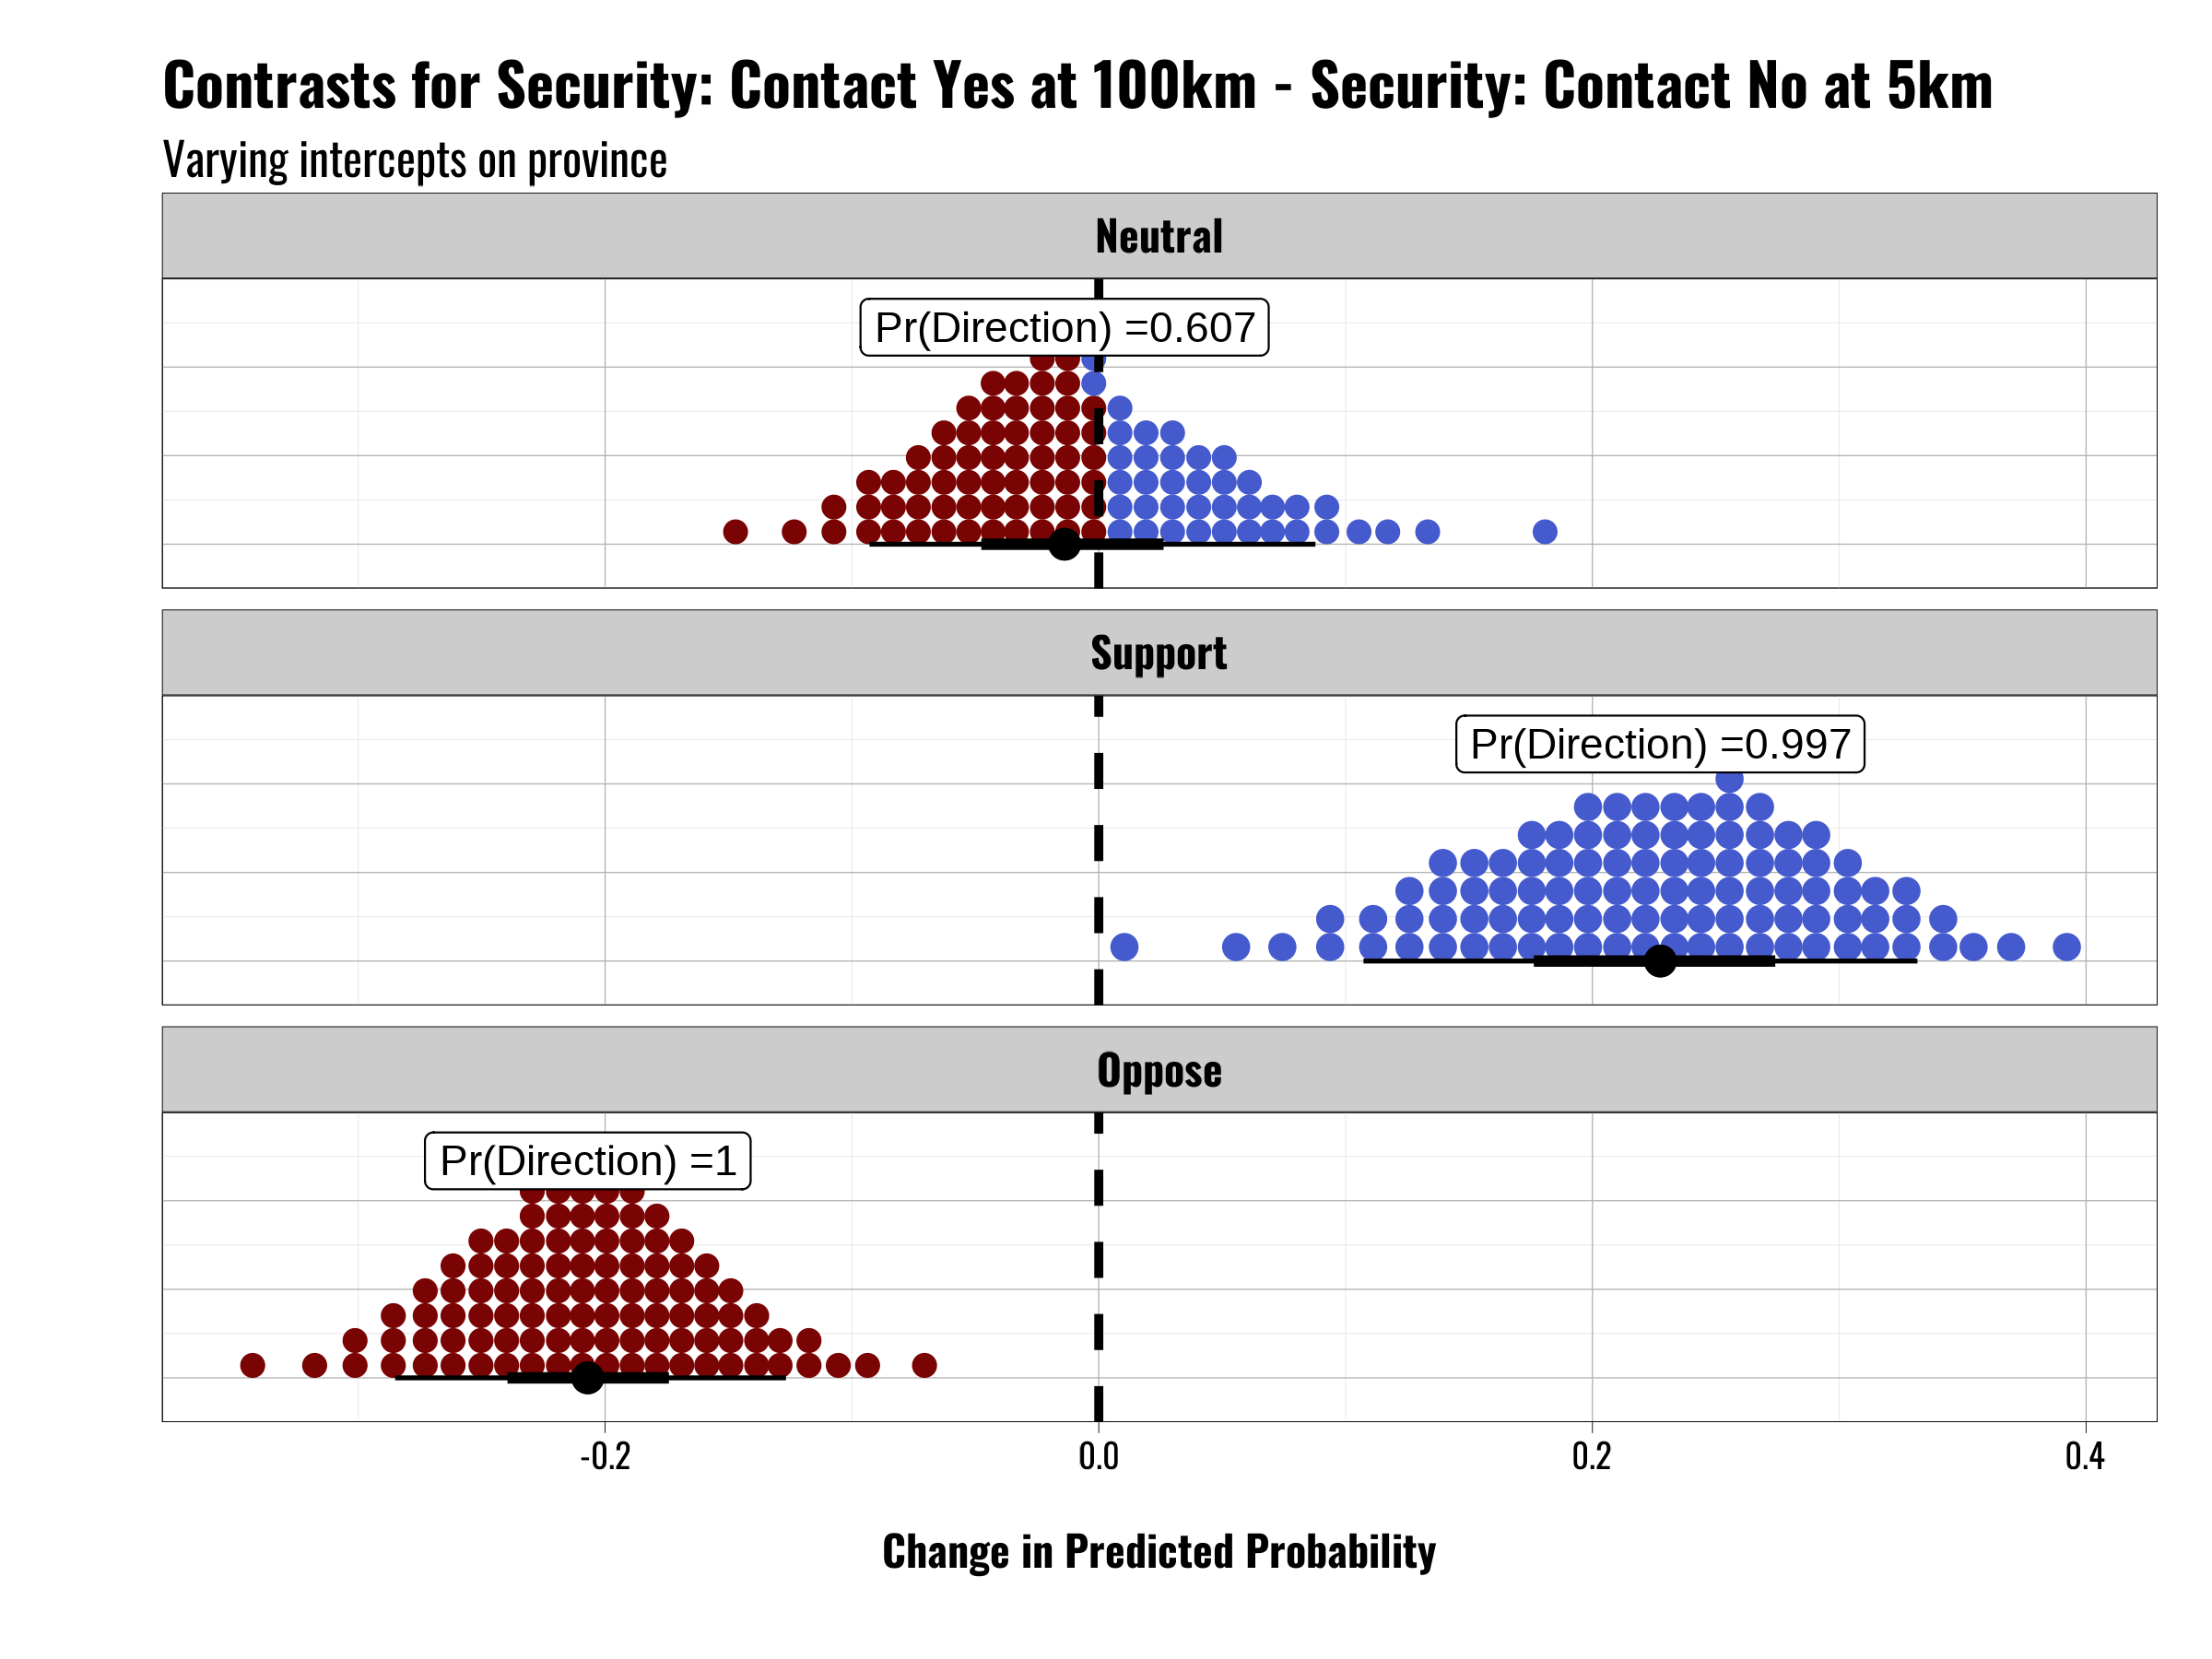 Contrasts for Security: Contact Yes at 100km - Security: Contact No at 5km
Varying intercepts on province
Neutral
Pr(Direction) =0.607
Support
Pr(Direction) =0.997
Oppose
Pr(Direction) =1
-0.2 0.0 0.2 0.4
Change in Predicted Probability